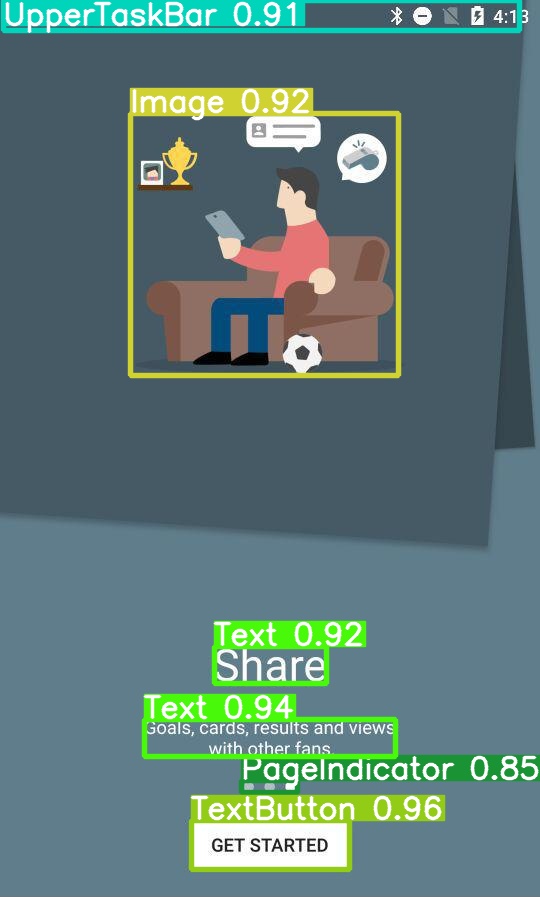 UpperTaskBar 0.91
4:13
Image 0.92
Text 0.92
Share
Text 0.94
Goals, cards, results and views
with other fans.
PageIndicator 0.85
TextButton 0.96
GET STARTED